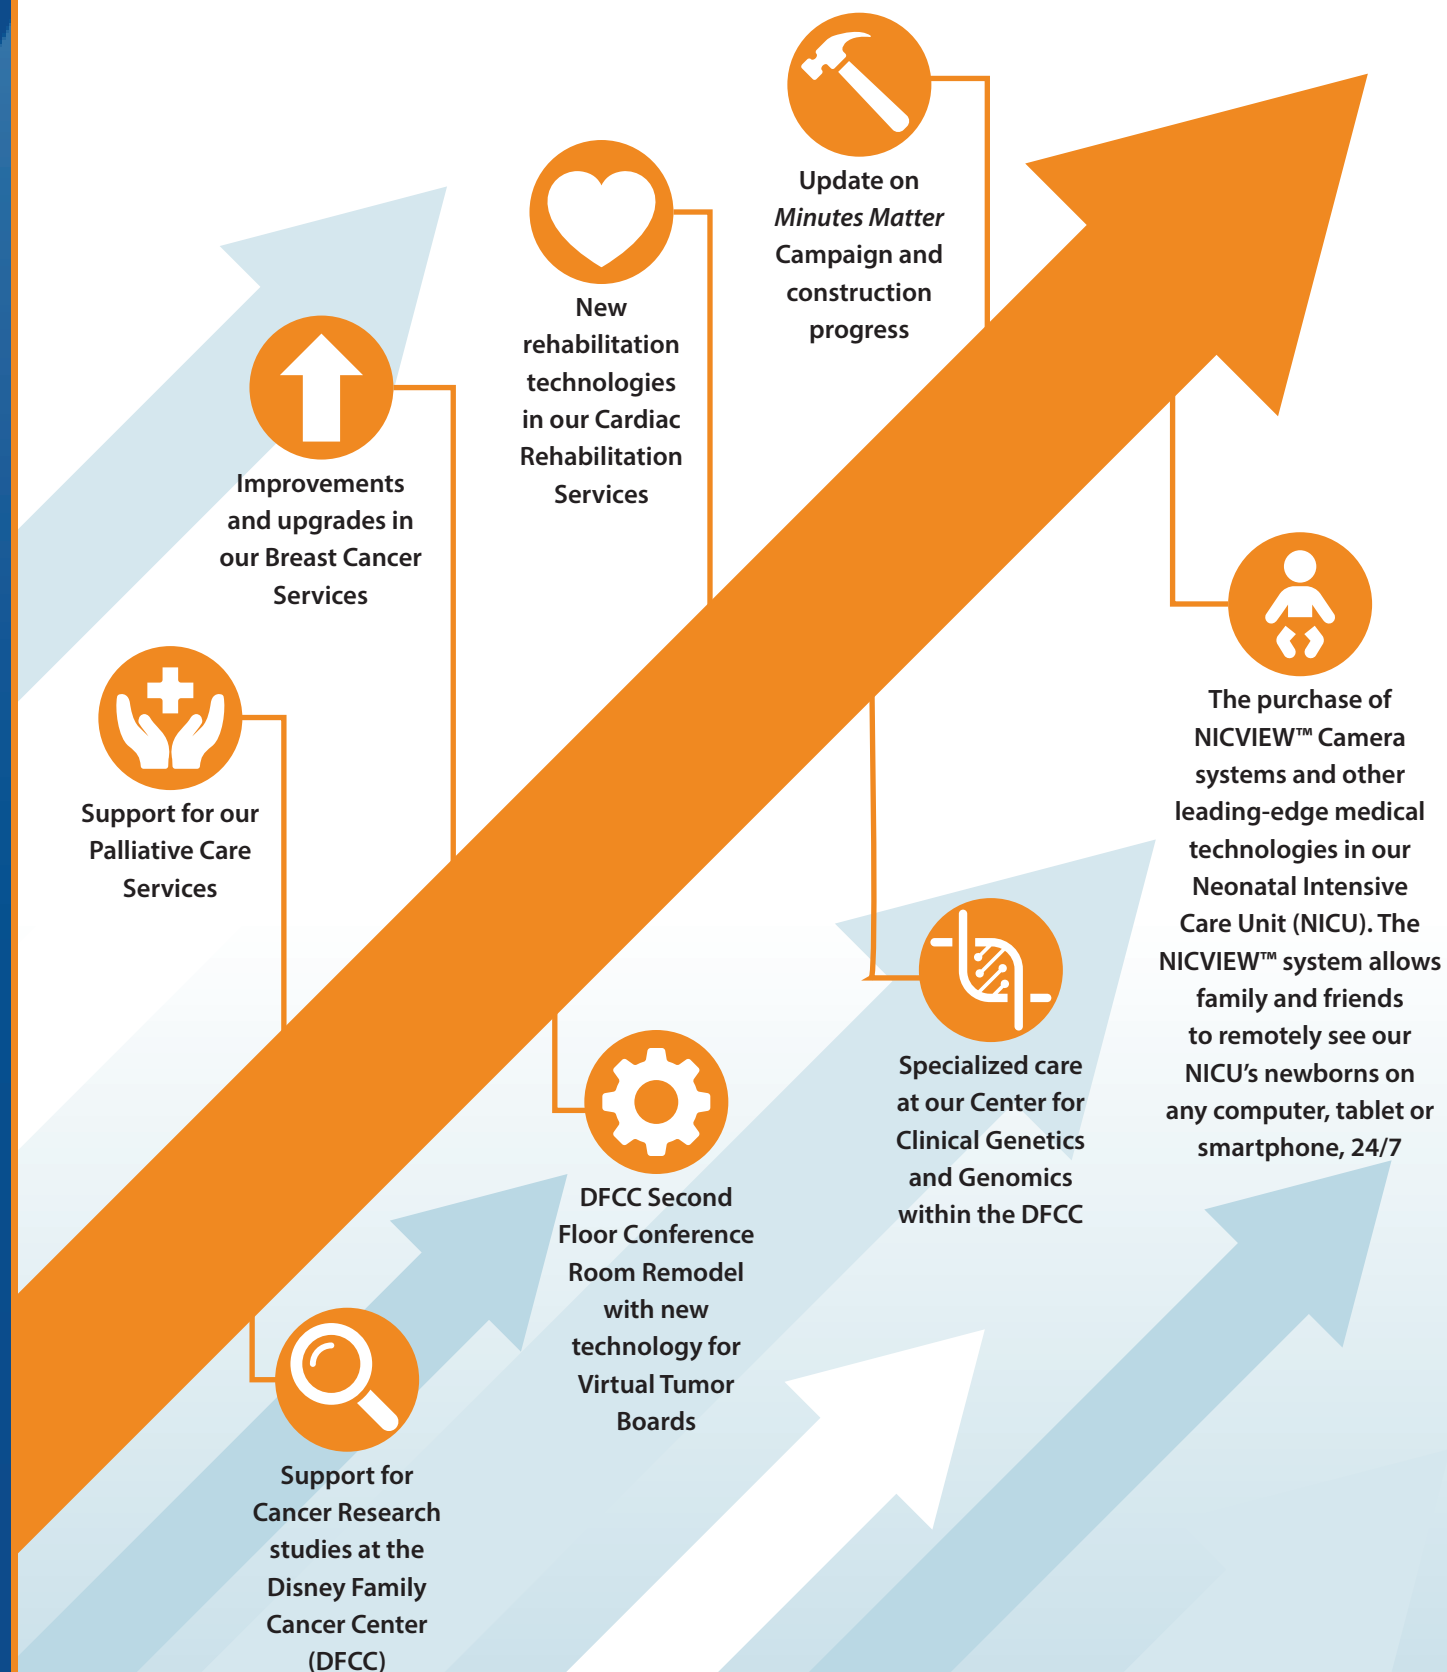 Update on
Minutes Matter
Campaign and
construction
progress
New
rehabilitation
technologies
in our Cardiac
Rehabilitation
Services
Improvements
and upgrades in
our Breast Cancer
Services
Support for our
Palliative Care
Services
The purchase of
NICVIEW™ Camera
systems and other
leading-edge medical
technologies in our
Neonatal Intensive
Care Unit (NICU). The
NICVIEW™ system allows
family and friends
to remotely see our
NICU’s newborns on
any computer, tablet or
smartphone, 24/7
Specialized care
at our Center for
Clinical Genetics
and Genomics
within the DFCC
DFCC Second
Floor Conference
Room Remodel
with new
technology for
Virtual Tumor
Boards
Support for
Cancer Research
studies at the
Disney Family
Cancer Center
(DFCC)